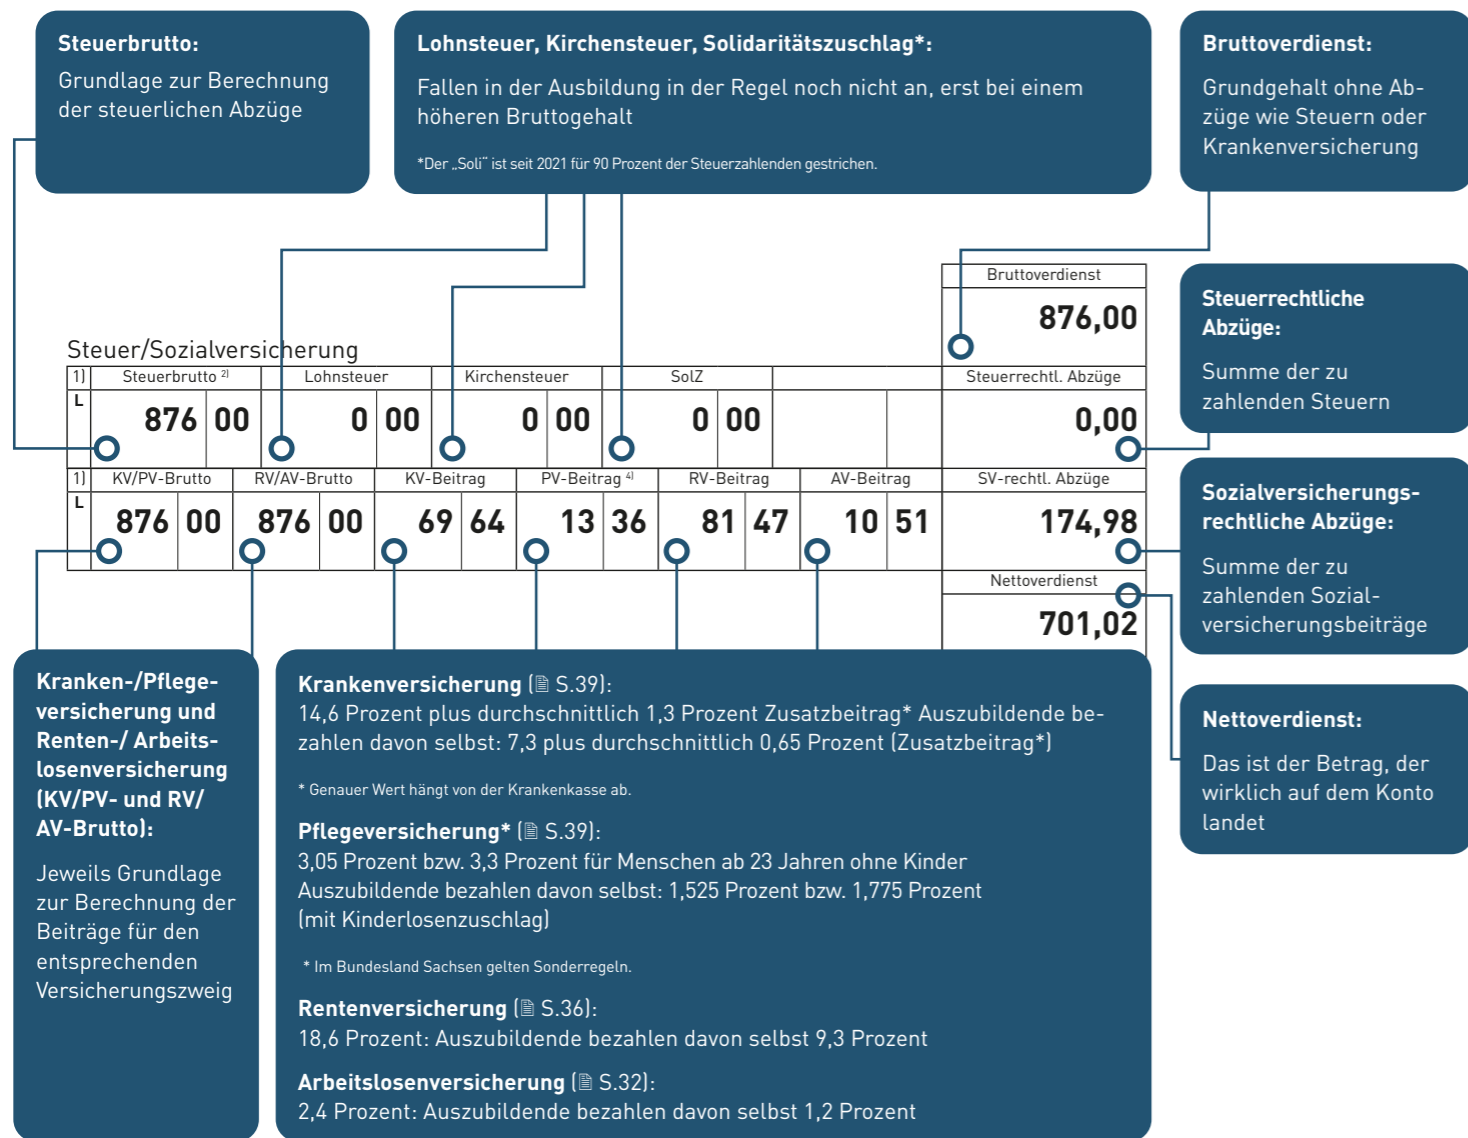 Steuerbrutto:
Grundlage zur Berechnung
der steuerlichen Abzüge
Lohnsteuer, Kirchensteuer, Solidaritätszuschlag*:
Fallen in der Ausbildung in der Regel noch nicht an, erst bei einem
höheren Bruttogehalt
*Der „Soli“ ist seit 2021 für 90 Prozent der Steuerzahlenden gestrichen.
Bruttoverdienst:
Grundgehalt ohne Ab-
züge wie Steuern oder
Krankenversicherung
Bruttoverdienst
876,00
Steuer/Sozialversicherung
1) Steuerbrutto 2) Lohnsteuer Kirchensteuer SolZ Steuerrechtl. Abzüge
L 876 00 0 00 0 00 0 00 0,00
1) KV/PV-Brutto RV/AV-Brutto KV-Beitrag PV-Beitrag 4) RV-Beitrag AV-Beitrag SV-rechtl. Abzüge
L 876 00 876 00 69 64 13 36 81 47 10 51 174,98
Nettoverdienst
701,02
Steuerrechtliche
Abzüge:
Summe der zu
zahlenden Steuern
Sozialversicherungs-
rechtliche Abzüge:
Summe der zu
zahlenden Sozial-
versicherungsbeiträge
Nettoverdienst:
Das ist der Betrag, der
wirklich auf dem Konto
landet
Kranken-/Pflege-
versicherung und
Renten-/ Arbeits-
losenversicherung
(KV/PV- und RV/
AV-Brutto):
Jeweils Grundlage
zur Berechnung der
Beiträge für den
entsprechenden
Versicherungszweig
Krankenversicherung (🗎 S.39):
14,6 Prozent plus durchschnittlich 1,3 Prozent Zusatzbeitrag* Auszubildende be-
zahlen davon selbst: 7,3 plus durchschnittlich 0,65 Prozent (Zusatzbeitrag*)
* Genauer Wert hängt von der Krankenkasse ab.
Pflegeversicherung* (🗎 S.39):
3,05 Prozent bzw. 3,3 Prozent für Menschen ab 23 Jahren ohne Kinder
Auszubildende bezahlen davon selbst: 1,525 Prozent bzw. 1,775 Prozent
(mit Kinderlosenzuschlag)
* Im Bundesland Sachsen gelten Sonderregeln.
Rentenversicherung (🗎 S.36):
18,6 Prozent: Auszubildende bezahlen davon selbst 9,3 Prozent
Arbeitslosenversicherung (🗎 S.32):
2,4 Prozent: Auszubildende bezahlen davon selbst 1,2 Prozent